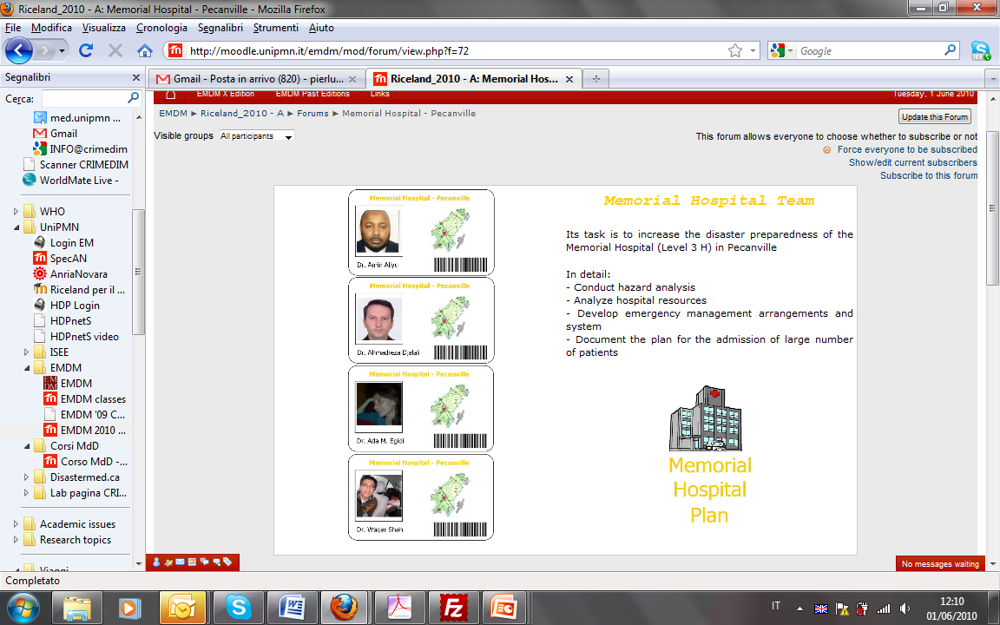 Riceland_2010 - A: Memorial Hospital - Pecanville - Mozilla Firefox
File Modifica Visualizza Cronologia Segnalibri Strumenti Aiuto
http://moodle.unipmn.it/emdm/mod/forum/view.php?f=72
Google
Segnalibri
Gmail - Posta in arrivo (820) - pierlu...
Riceland_2010 - A: Memorial Hos...
Cerca:
med.unipmn ...
Gmail
INFO@crimedim
Scanner CRIMEDIM
WorldMate Live -
WHO
UniPMN
Login EM
SpecAN
AnriaNovara
Riceland per il ...
HDP Login
HDPnetS
HDPnetS video
ISEE
EMDM
EMDM
EMDM classes
EMDM '09 C...
EMDM 2010 ...
Corsi MdD
Corso MdD -...
Disastermed.ca
Lab pagina CRI...
Academic issues
Research topics
Viaggi
EMDM X Edition EMDM Past Editions Links
Tuesday, 1 June 2010
EMDM ► Riceland_2010 - A ► Forums ► Memorial Hospital - Pecanville
Update this Forum
Visible groups All participants
This forum allows everyone to choose whether to subscribe or not
Force everyone to be subscribed
Show/edit current subscribers
Subscribe to this forum
Memorial Hospital - Pecanville
Dr. Amin Aliyu
Memorial Hospital - Pecanville
Dr. Ahmadreza Djalali
Memorial Hospital - Pecanville
Dr. Ada M. Egidi
Memorial Hospital - Pecanville
Dr. Waqar Shah
Memorial Hospital Team
Its task is to increase the disaster preparedness of the
Memorial Hospital (Level 3 H) in Pecanville
In detail:
- Conduct hazard analysis
- Analyze hospital resources
- Develop emergency management arrangements and
system
- Document the plan for the admission of large number
of patients
Memorial
Hospital
Plan
No messages waiting
Completato
IT
12:10
01/06/2010